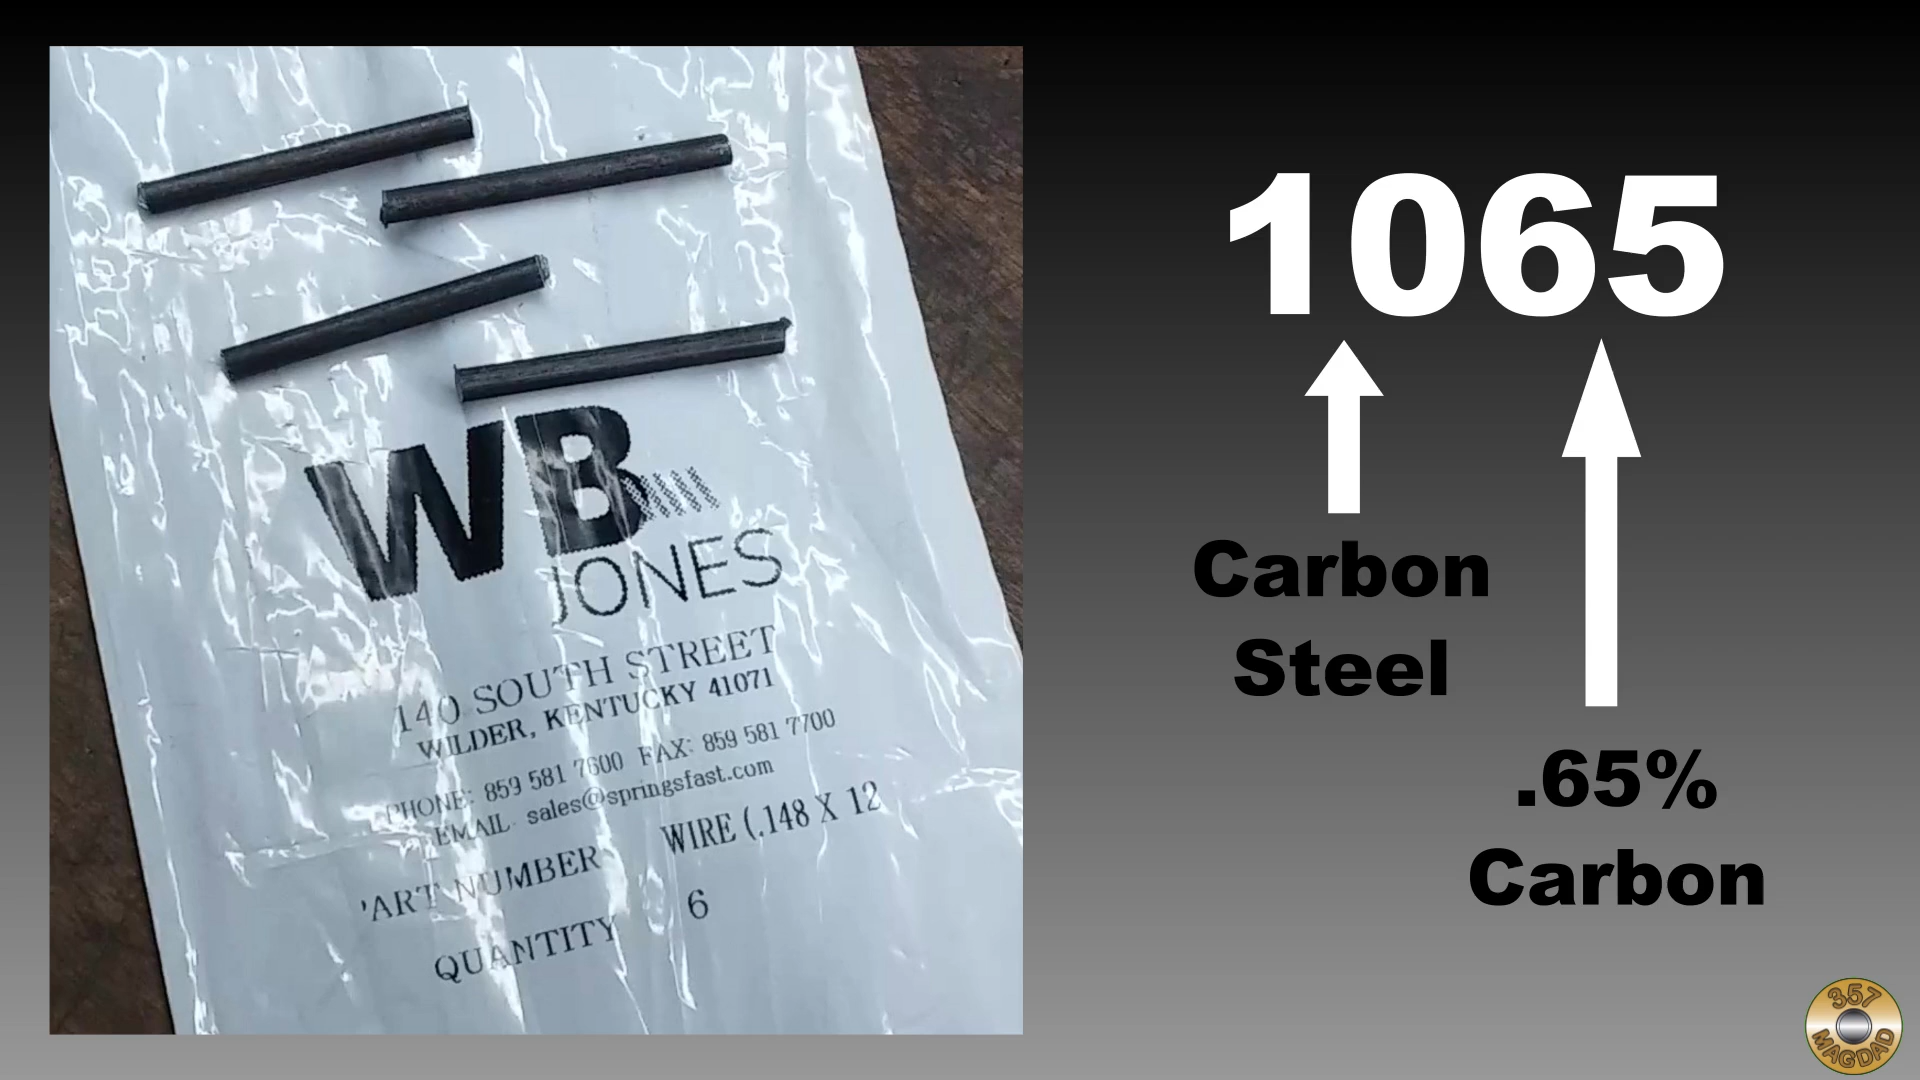 WB
JONES
140 SOUTH STREET
WILDER, KENTUCKY 41071
PHONE: 859 581 7600 FAX: 859 581 7700
EMAIL: sales@springsfast.com
'ART NUMBER WIRE (.148 X 12
QUANTITY 6
1065
Carbon
Steel
.65%
Carbon
357
MAGDAD